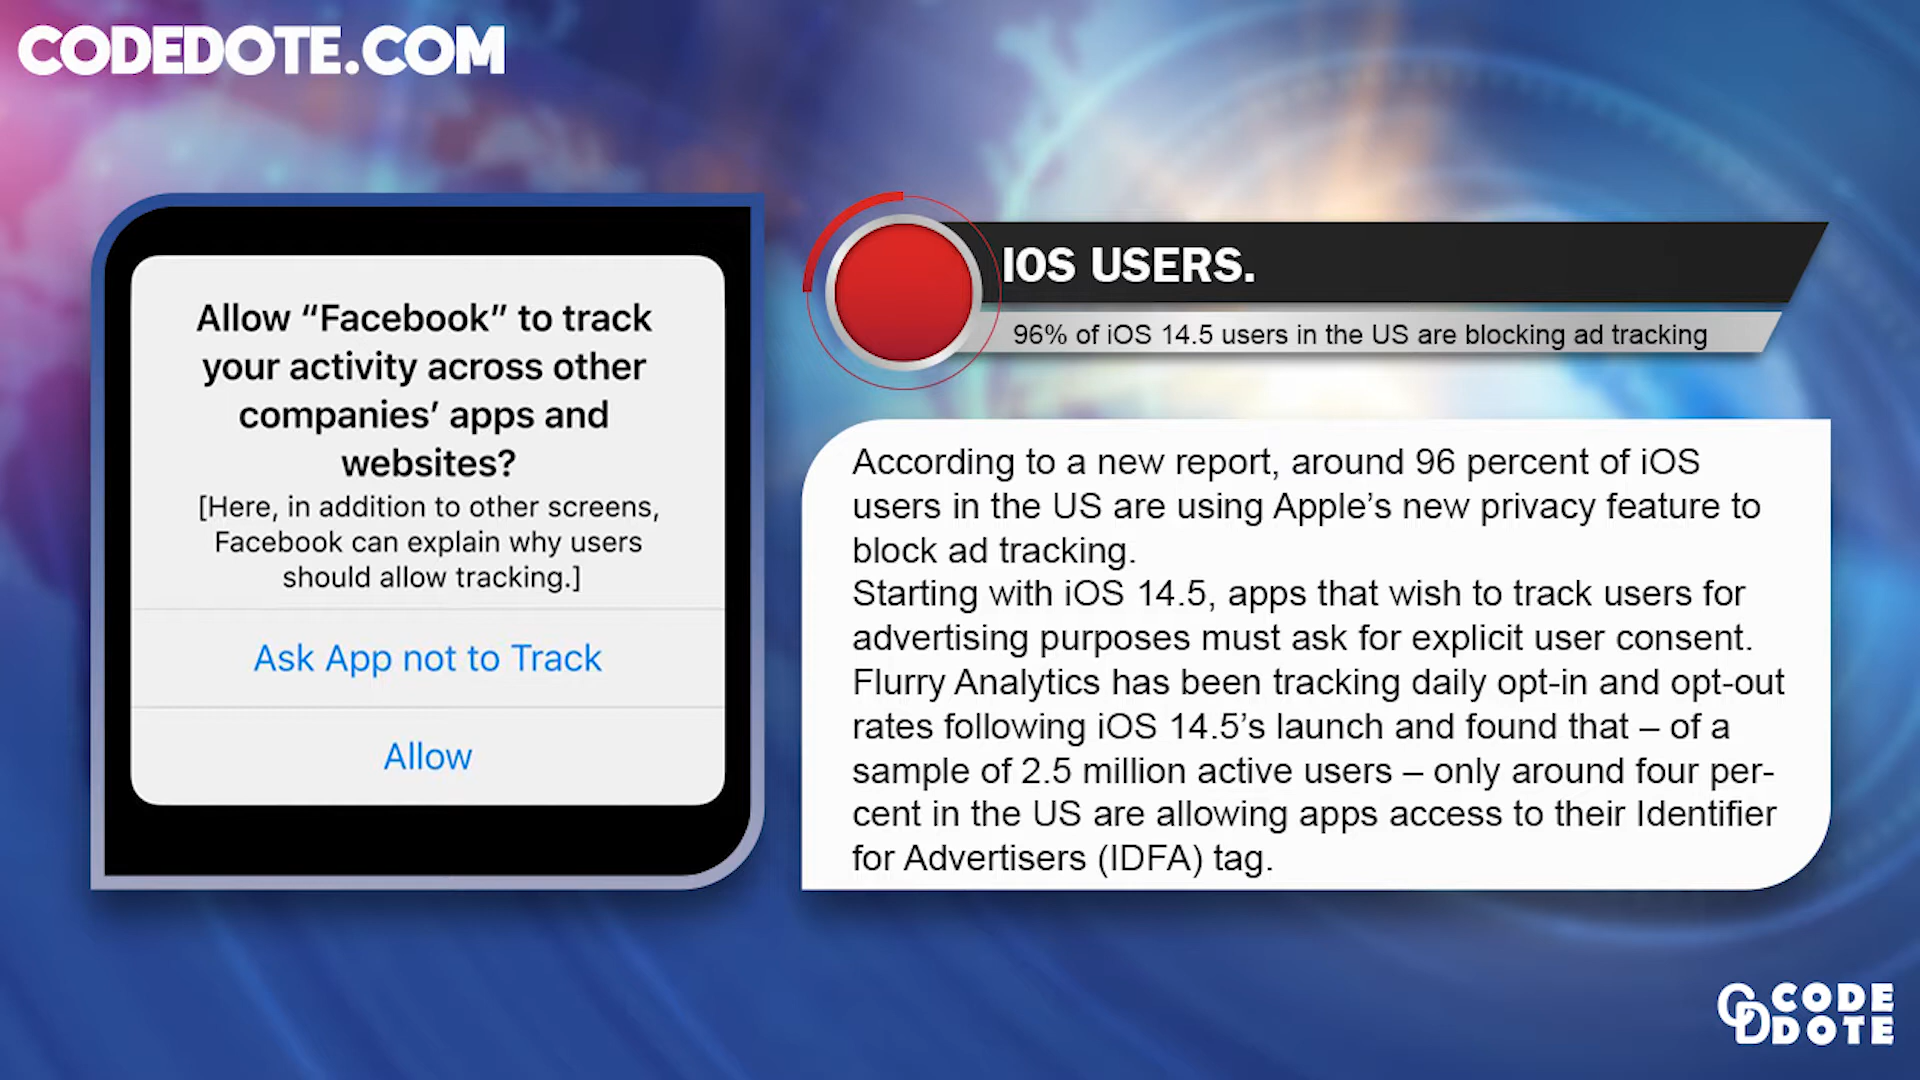 CODEDOTE.COM
Allow “Facebook” to track
your activity across other
companies’ apps and
websites?
[Here, in addition to other screens,
Facebook can explain why users
should allow tracking.]
Ask App not to Track
Allow
IOS USERS.
96% of iOS 14.5 users in the US are blocking ad tracking
According to a new report, around 96 percent of iOS
users in the US are using Apple’s new privacy feature to
block ad tracking.
Starting with iOS 14.5, apps that wish to track users for
advertising purposes must ask for explicit user consent.
Flurry Analytics has been tracking daily opt-in and opt-out
rates following iOS 14.5’s launch and found that – of a
sample of 2.5 million active users – only around four per-
cent in the US are allowing apps access to their Identifier
for Advertisers (IDFA) tag.
CD CODE
DOTE